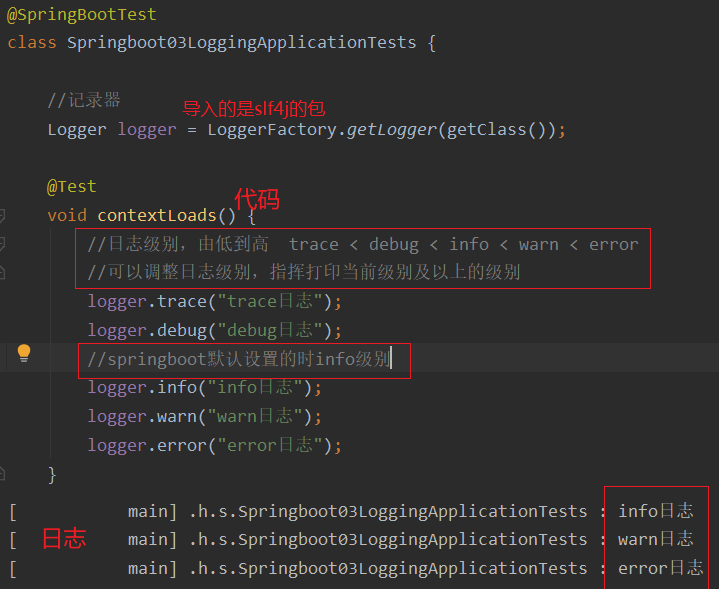 @SpringBootTest
class Springboot03LoggingApplicationTests {
//记录器
导入的是slf4j的包
Logger logger = LoggerFactory.getLogger(getClass());
@Test
代码
void contextLoads() {
//日志级别，由低到高  trace < debug < info < warn < error
//可以调整日志级别，指挥打印当前级别及以上的级别
logger.trace("trace日志");
logger.debug("debug日志");
//springboot默认设置的时info级别
logger.info("info日志");
logger.warn("warn日志");
logger.error("error日志");
}
[           main] .h.s.Springboot03LoggingApplicationTests : info日志
日志
[           main] .h.s.Springboot03LoggingApplicationTests : warn日志
[           main] .h.s.Springboot03LoggingApplicationTests : error日志